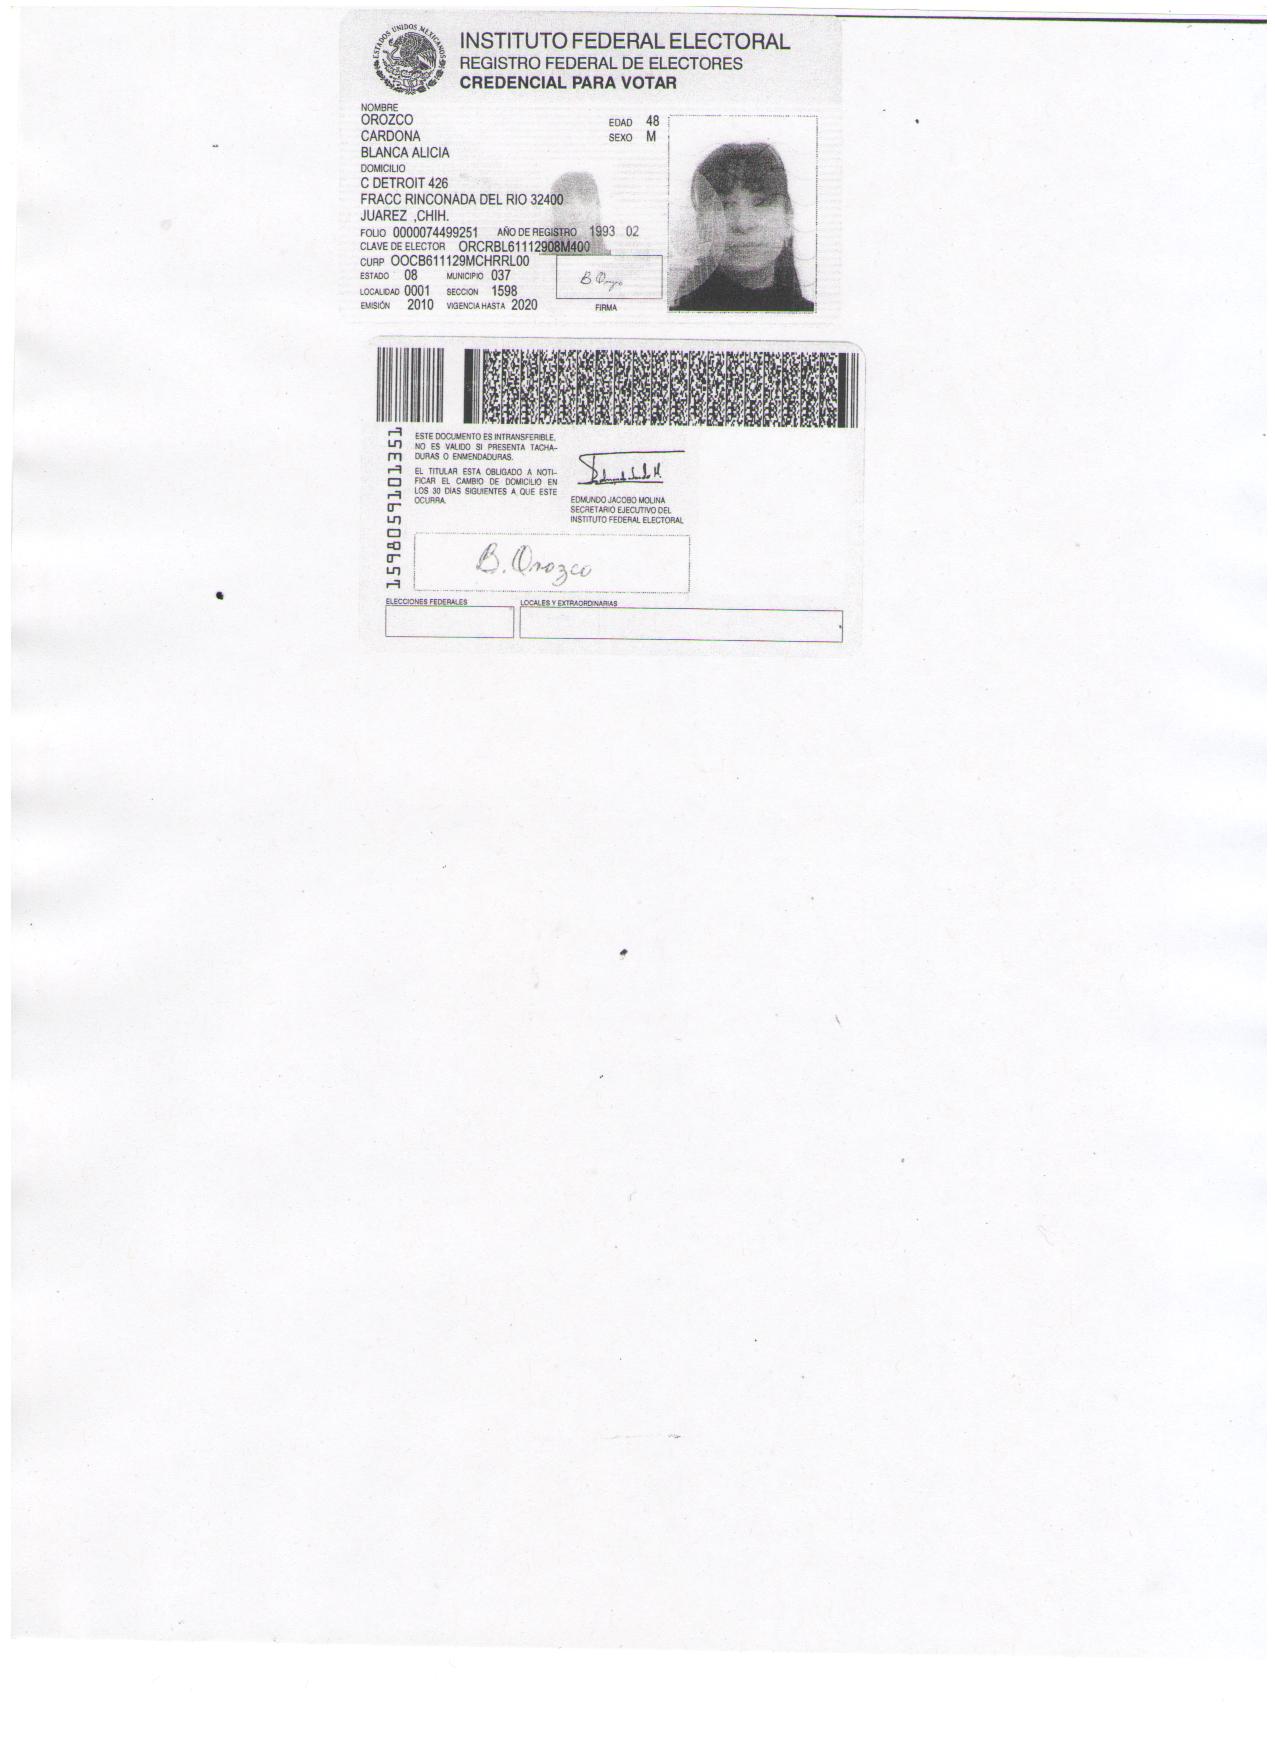 ESTADOS UNIDOS MEXICANOS
INSTITUTO FEDERAL ELECTORAL
REGISTRO FEDERAL DE ELECTORES
CREDENCIAL PARA VOTAR
NOMBRE
OROZCO
CARDONA
BLANCA ALICIA
EDAD 48
SEXO M
DOMICILIO
C DETROIT 426
FRACC RINCONADA DEL RIO 32400
JUAREZ ,CHIH.
FOLIO 0000074499251 AÑO DE REGISTRO 1993 02
CLAVE DE ELECTOR ORCRBL61112908M400
CURP OOCB611129MCHRRL00
ESTADO 08 MUNICIPIO 037
LOCALIDAD 0001 SECCION 1598
EMISIÓN 2010 VIGENCIA HASTA 2020
B. Orozco
FIRMA
1598059101531
ESTE DOCUMENTO ES INTRANSFERIBLE,
NO ES VALIDO SI PRESENTA TACHA-
DURAS O ENMENDADURAS.
EL TITULAR ESTA OBLIGADO A NOTI-
FICAR EL CAMBIO DE DOMICILIO EN
LOS 30 DIAS SIGUIENTES A QUE ESTE
OCURRA.
EDMUNDO JACOBO MOLINA
SECRETARIO EJECUTIVO DEL
INSTITUTO FEDERAL ELECTORAL
B. Orozco
ELECCIONES FEDERALES
LOCALES Y EXTRAORDINARIAS